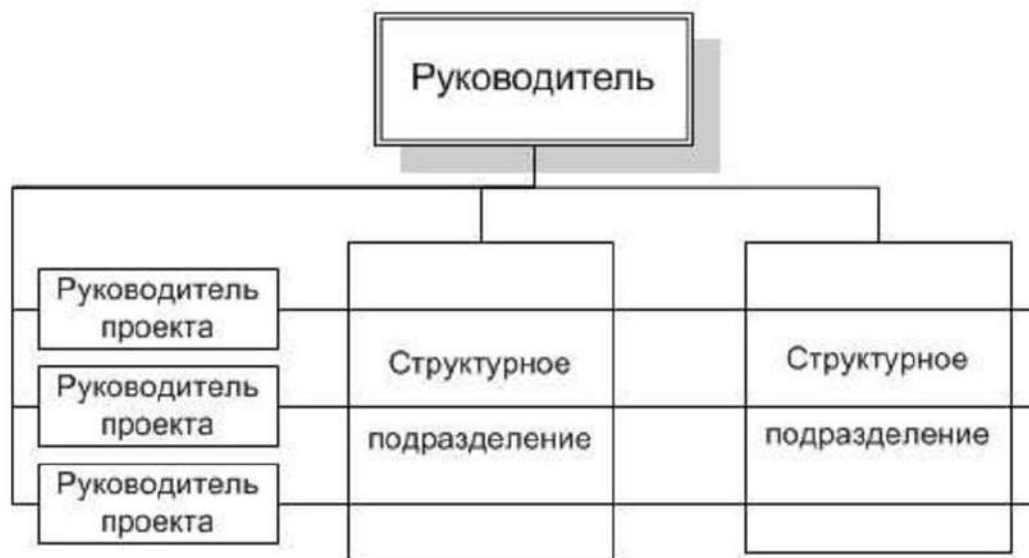 Руководитель
Руководитель
проекта
Руководитель
проекта
Руководитель
проекта
Структурное
подразделение
Структурное
подразделение